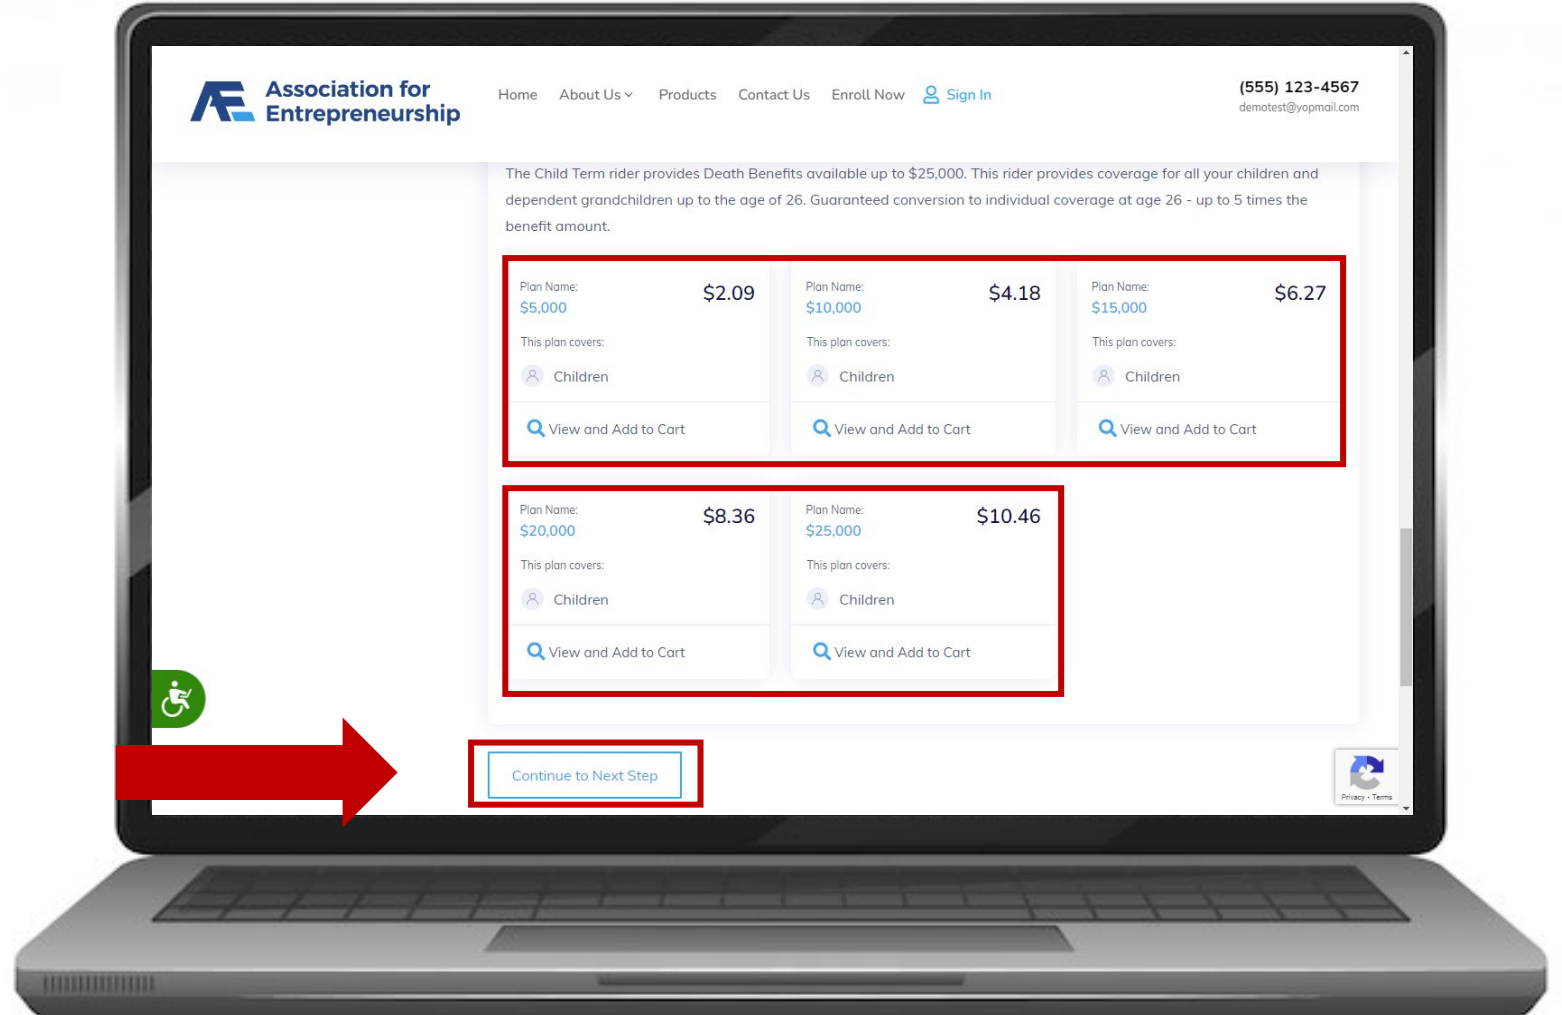 Association for
Entrepreneurship
Home About Us Products Contact Us Enroll Now Sign In
(555) 123-4567
demotest@yopmail.com
The Child Term rider provides Death Benefits available up to $25,000. This rider provides coverage for all your children and
dependent grandchildren up to the age of 26. Guaranteed conversion to individual coverage at age 26 - up to 5 times the
benefit amount.
Plan Name:
$5,000
$2.09
This plan covers:
Children
View and Add to Cart
Plan Name:
$10,000
$4.18
This plan covers:
Children
View and Add to Cart
Plan Name:
$15,000
$6.27
This plan covers:
Children
View and Add to Cart
Plan Name:
$20,000
$8.36
This plan covers:
Children
View and Add to Cart
Plan Name:
$25,000
$10.46
This plan covers:
Children
View and Add to Cart
Continue to Next Step
Privacy - Terms